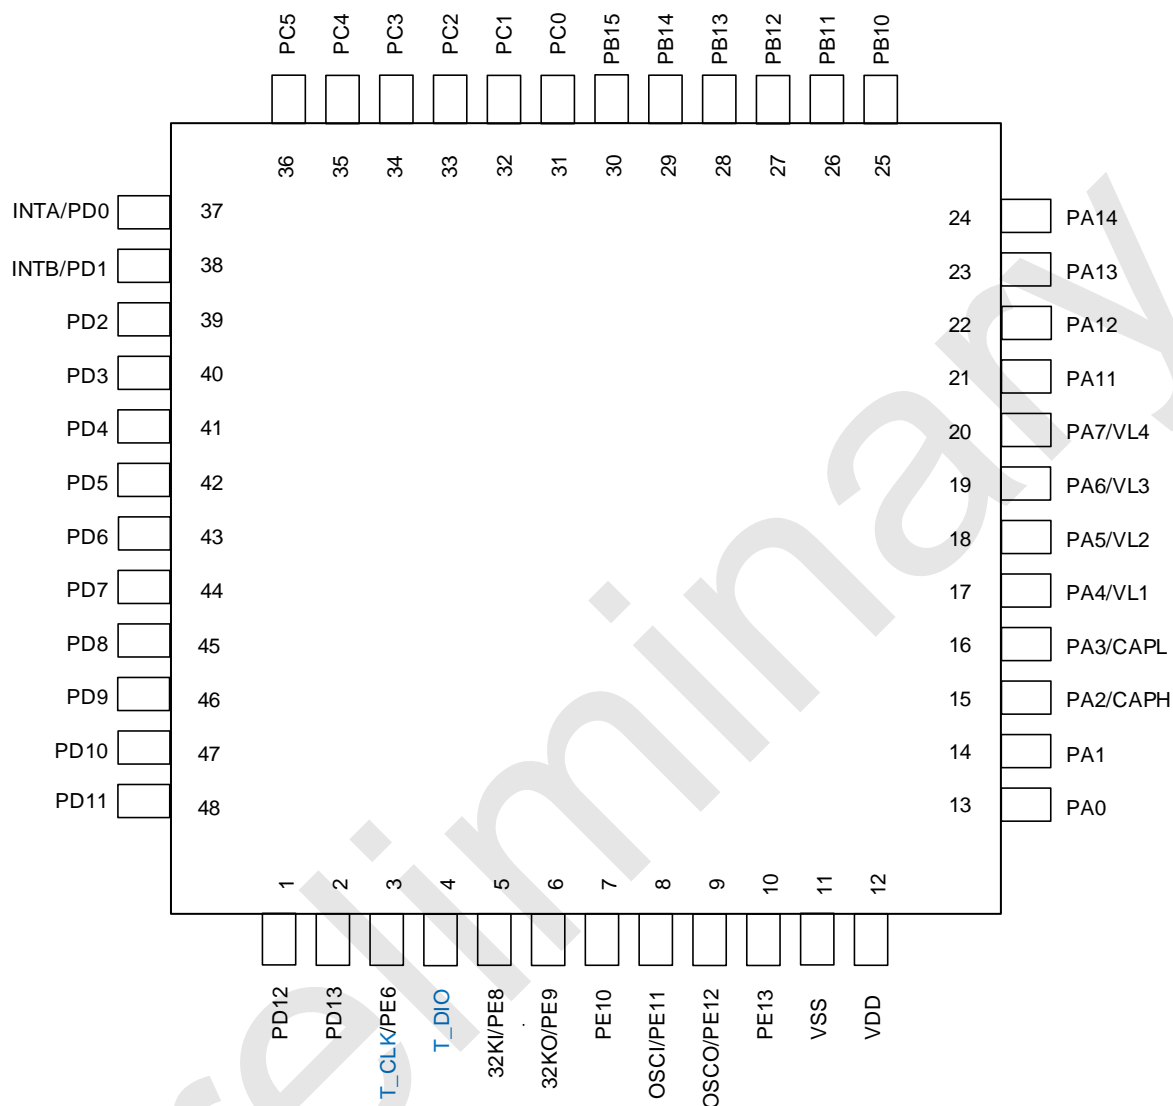 PC5 PC4 PC3 PC2 PC1 PC0 PB15 PB14 PB13 PB12 PB11 PB10
36 35 34 33 32 31 30 29 28 27 26 25
INTA/PD0 37 24 PA14
INTB/PD1 38 23 PA13
PD2 39 22 PA12
PD3 40 21 PA11
PD4 41 20 PA7/VL4
PD5 42 19 PA6/VL3
PD6 43 18 PA5/VL2
PD7 44 17 PA4/VL1
PD8 45 16 PA3/CAPL
PD9 46 15 PA2/CAPH
PD10 47 14 PA1
PD11 48 13 PA0
1 2 3 4 5 6 7 8 9 10 11 12
PD12 PD13 T_CLK/PE6 T_DIO 32KI/PE8 32KO/PE9 PE10 OSCI/PE11 OSCO/PE12 PE13 VSS VDD
eliminary